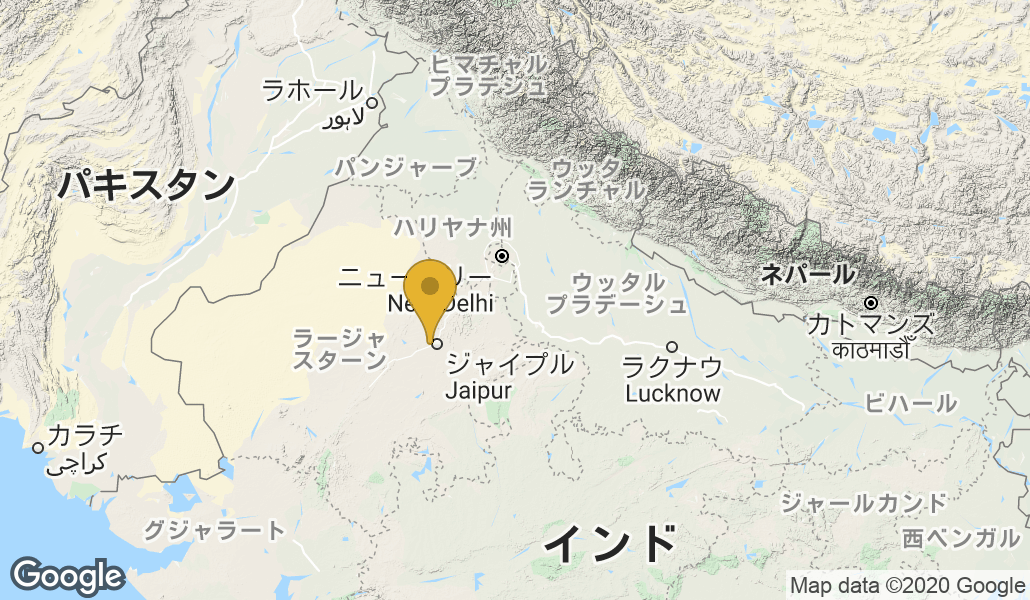 ヒマチャル
プラデシュ
ラホール
لاہور
パンジャーブ
ウッタ
ランチャル
パキスタン
ハリヤナ州
ニュー
リー
Delhi
ウッタル
プラデーシュ
ネパール
カトマンズ
काठमाडौँ
ラージャ
スターン
ジャイプル
Jaipur
ラクナウ
Lucknow
ビハール
カラチ
کراچی
グジャラート
インド
ジャールカンド
西ベンガル
Google
Map data ©2020 Google